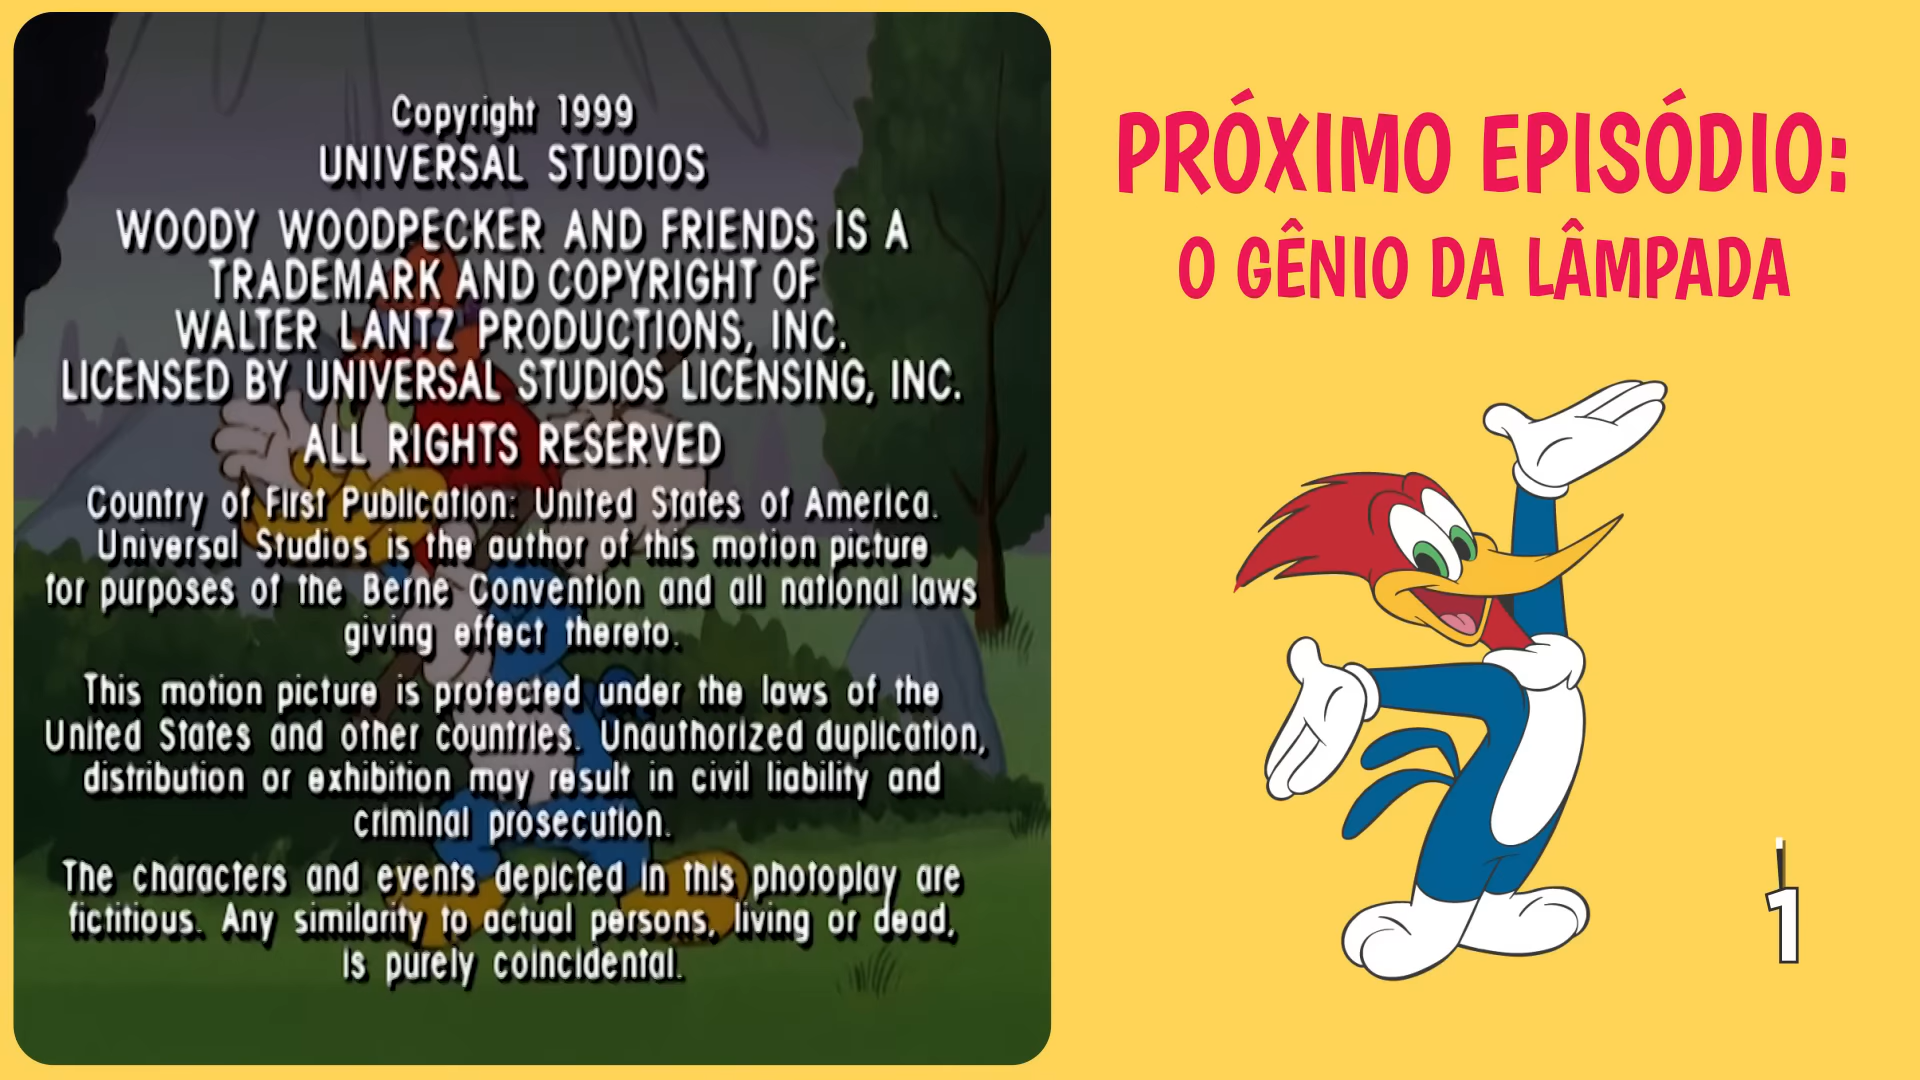 Copyright 1999
UNIVERSAL STUDIOS
WOODY WOODPECKER AND FRIENDS IS A
TRADEMARK AND COPYRIGHT OF
WALTER LANTZ PRODUCTIONS, INC.
LICENSED BY UNIVERSAL STUDIOS LICENSING, INC.
ALL RIGHTS RESERVED
Country of First Publication: United States of America.
Universal Studios is the author of this motion picture
for purposes of the Berne Convention and all national laws
giving effect thereto.
This motion picture is protected under the laws of the
United States and other countries. Unauthorized duplication,
distribution or exhibition may result in civil liability and
criminal prosecution.
The characters and events depicted in this photoplay are
fictitious. Any similarity to actual persons, living or dead,
is purely coincidental.
PRÓXIMO EPISÓDIO:
O GÊNIO DA LÂMPADA
1